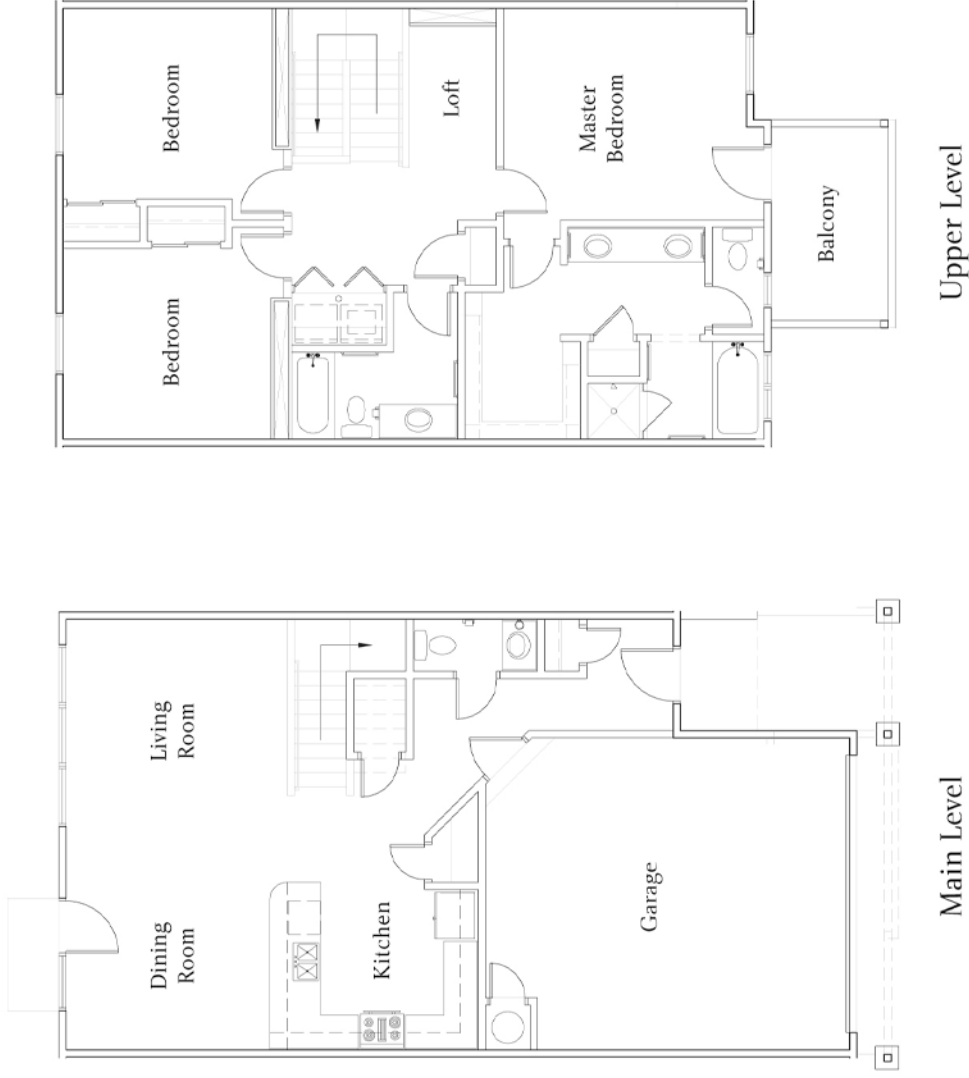 Bedroom
Bedroom
Loft
Master
Bedroom
Balcony
Upper Level
Living
Room
Dining
Room
Kitchen
Garage
Main Level